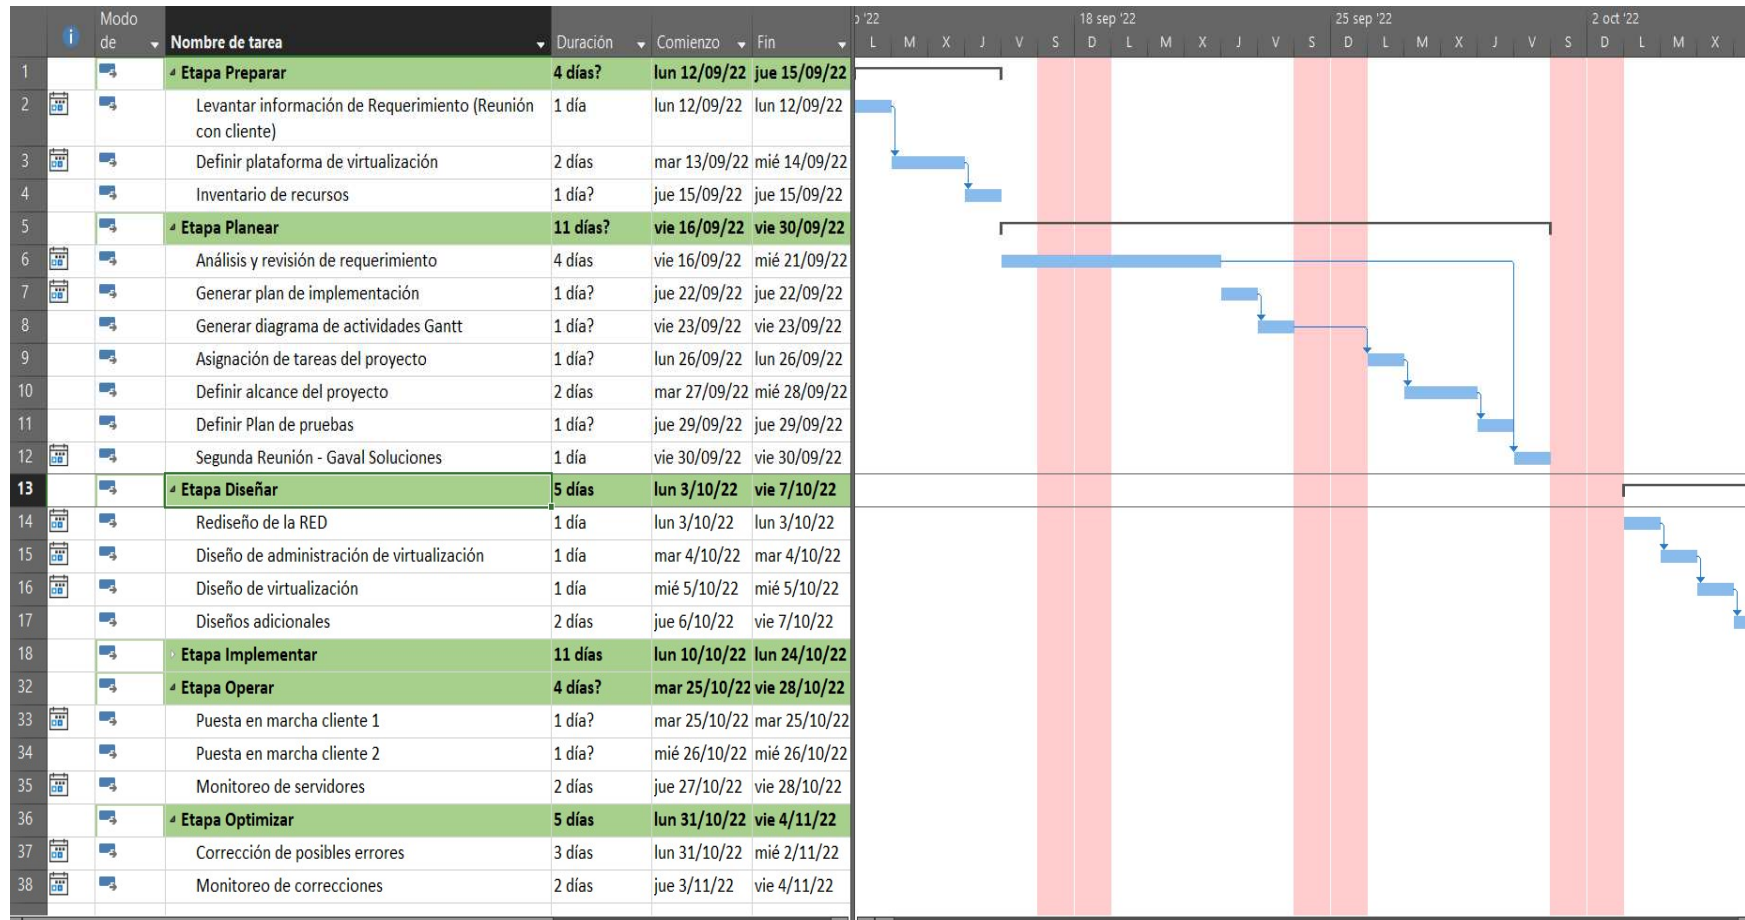 Modo
de
Nombre de tarea Duración Comienzo Fin
'22 18 sep '22 25 sep '22 2 oct '22
L M X J V S D L M X J V S D L M X J V S D L M X
1 Etapa Preparar 4 días? lun 12/09/22 jue 15/09/22
2 Levantar información de Requerimiento (Reunión 1 día lun 12/09/22 lun 12/09/22
con cliente)
3 Definir plataforma de virtualización 2 días mar 13/09/22 mié 14/09/22
4 Inventario de recursos 1 día? jue 15/09/22 jue 15/09/22
5 Etapa Planear 11 días? vie 16/09/22 vie 30/09/22
6 Análisis y revisión de requerimiento 4 días vie 16/09/22 mié 21/09/22
7 Generar plan de implementación 1 día? jue 22/09/22 jue 22/09/22
8 Generar diagrama de actividades Gantt 1 día? vie 23/09/22 vie 23/09/22
9 Asignación de tareas del proyecto 1 día? lun 26/09/22 lun 26/09/22
10 Definir alcance del proyecto 2 días mar 27/09/22 mié 28/09/22
11 Definir Plan de pruebas 1 día? jue 29/09/22 jue 29/09/22
12 Segunda Reunión - Gaval Soluciones 1 día vie 30/09/22 vie 30/09/22
13 Etapa Diseñar 5 días lun 3/10/22 vie 7/10/22
14 Rediseño de la RED 1 día lun 3/10/22 lun 3/10/22
15 Diseño de administración de virtualización 1 día mar 4/10/22 mar 4/10/22
16 Diseño de virtualización 1 día mié 5/10/22 mié 5/10/22
17 Diseños adicionales 2 días jue 6/10/22 vie 7/10/22
18 Etapa Implementar 11 días lun 10/10/22 lun 24/10/22
32 Etapa Operar 4 días? mar 25/10/22 vie 28/10/22
33 Puesta en marcha cliente 1 1 día? mar 25/10/22 mar 25/10/22
34 Puesta en marcha cliente 2 1 día? mié 26/10/22 mié 26/10/22
35 Monitoreo de servidores 2 días jue 27/10/22 vie 28/10/22
36 Etapa Optimizar 5 días lun 31/10/22 vie 4/11/22
37 Corrección de posibles errores 3 días lun 31/10/22 mié 2/11/22
38 Monitoreo de correcciones 2 días jue 3/11/22 vie 4/11/22